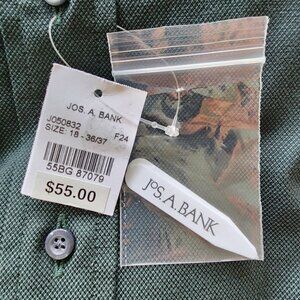 JOS. A. BANK
J050832
SIZE: 18 - 36/37 F24
55BG 87079
$55.00
JOS. A. BANK